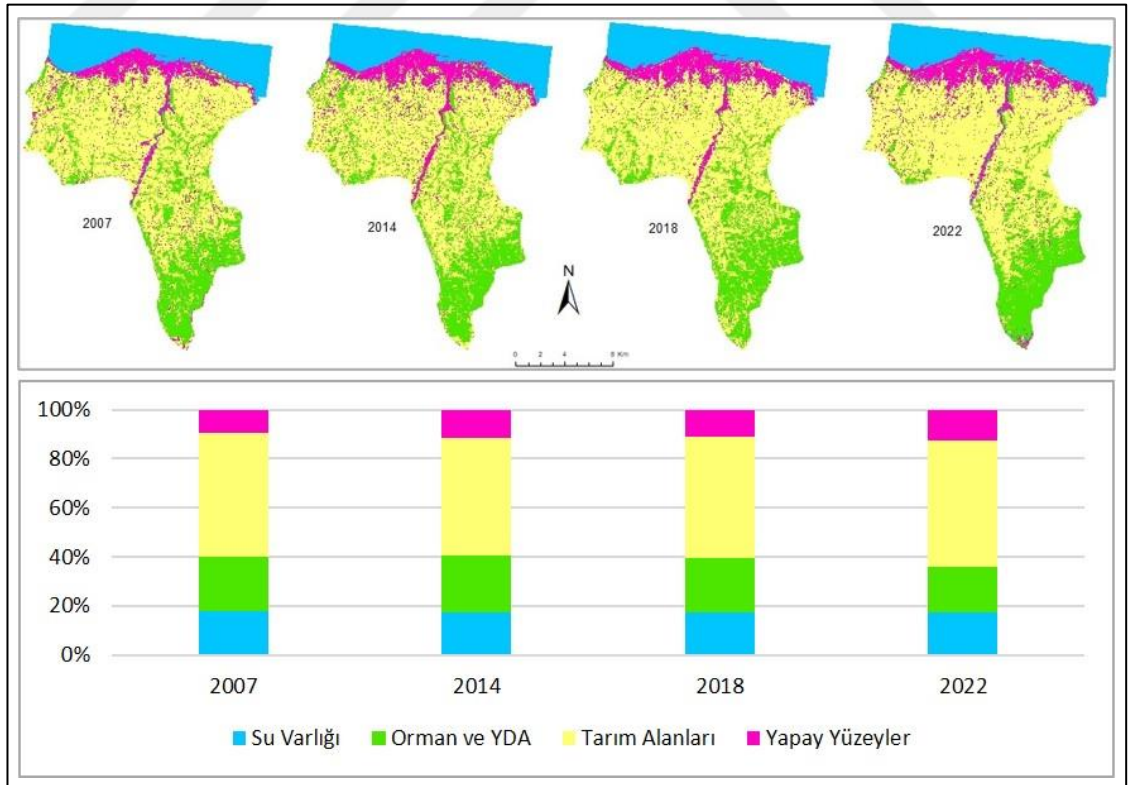 2007
2014
2018
2022
N
0 2 4 8 Km
100%
80%
60%
40%
20%
0%
2007 2014 2018 2022
Su Varlığı Orman ve YDA Tarım Alanları Yapay Yüzeyler